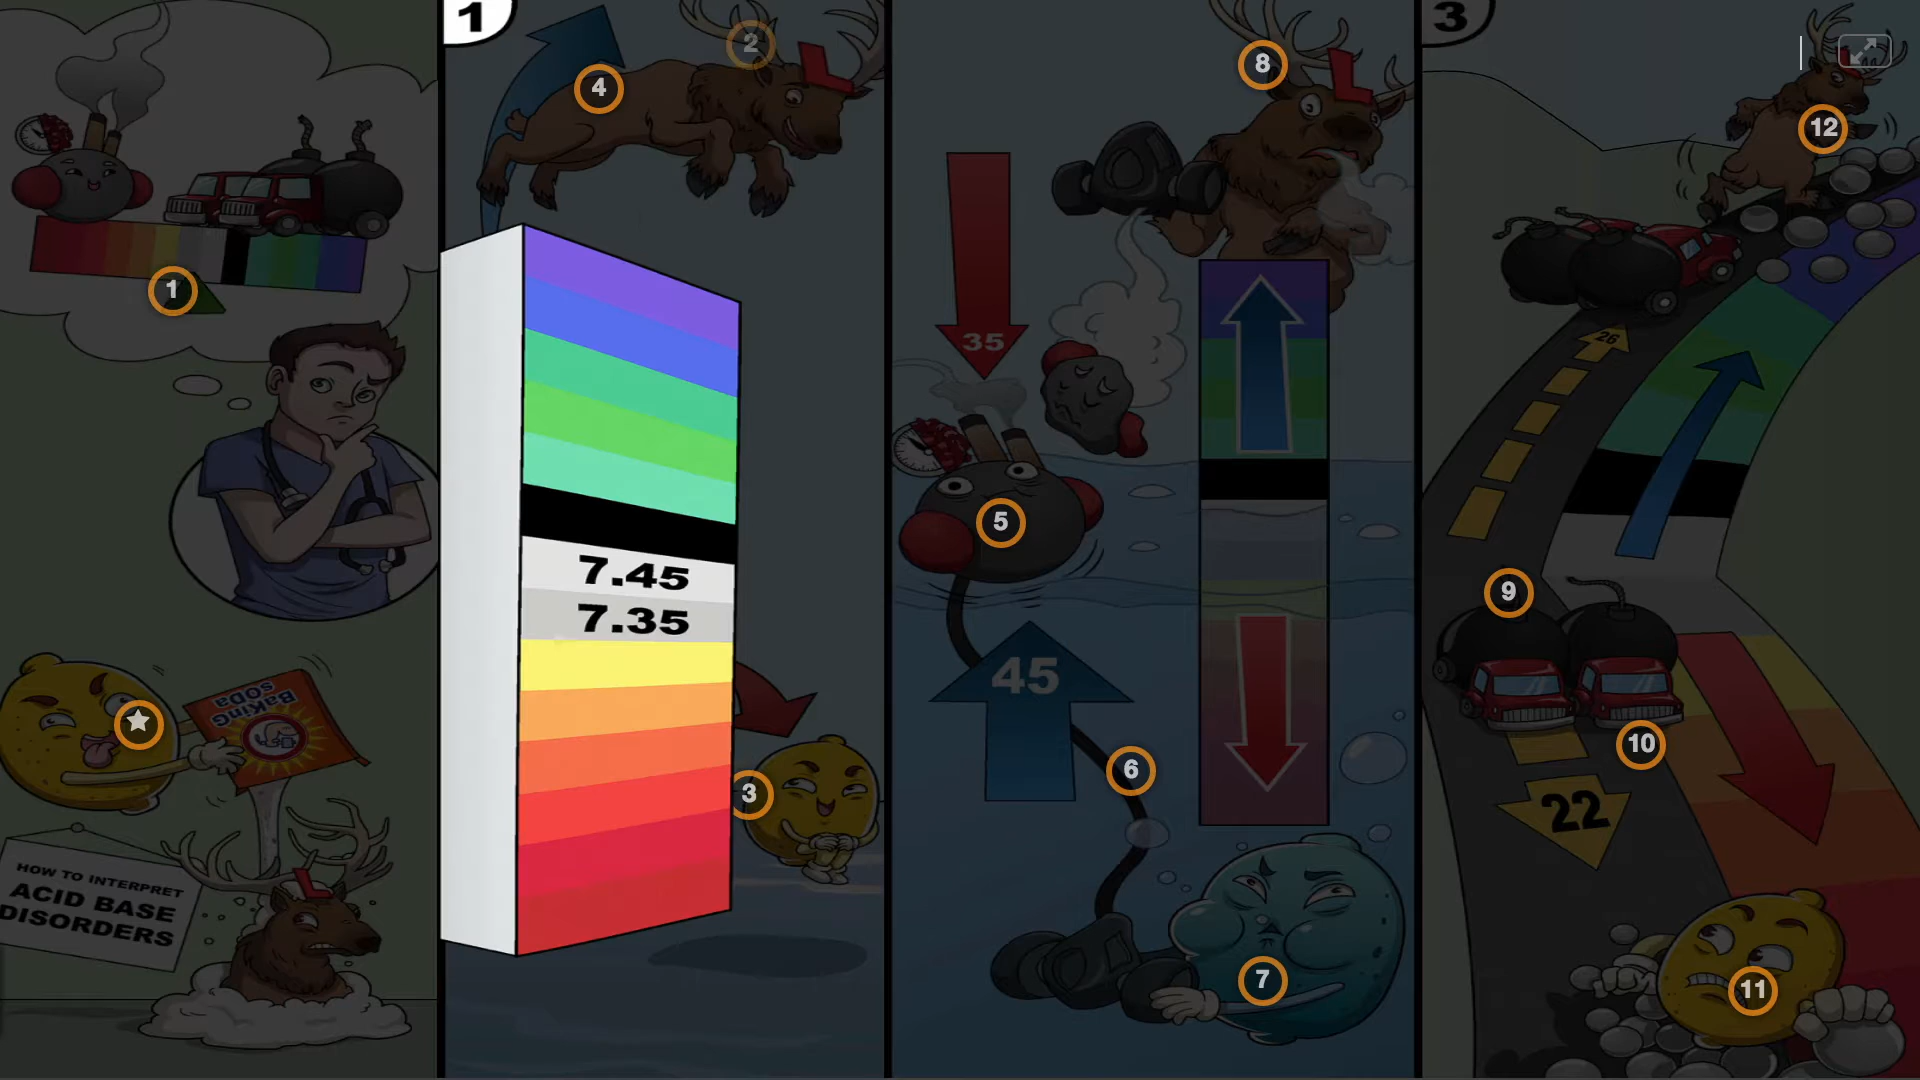 1
3
2
8
4
12
35
26
1
7.45
7.35
5
9
BaKiNG
SODa
45
10
6
3
22
HOW TO INTERPRET
ACID BASE
DISORDERS
7
11
L
L
L